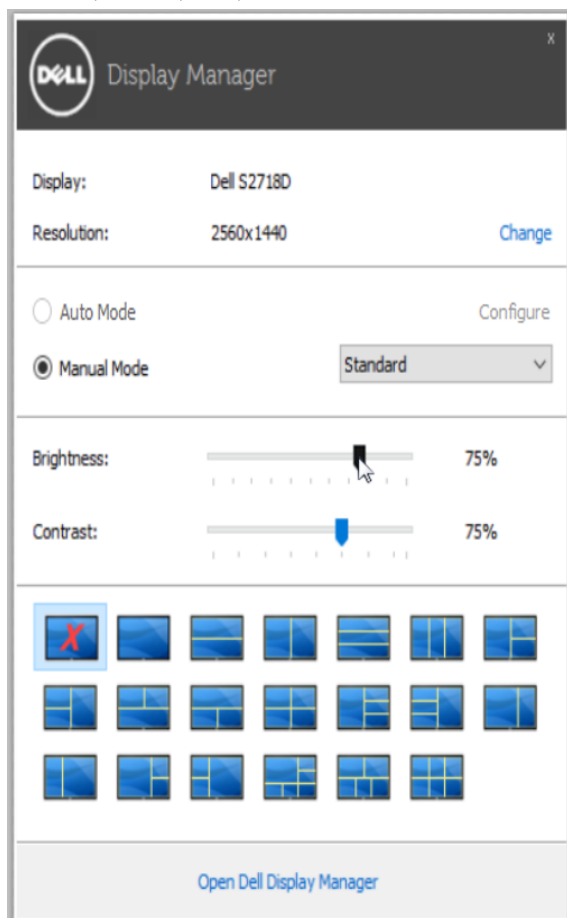 DELL Display Manager x
Display: Dell S2718D
Resolution: 2560x1440 Change
Auto Mode Configure
Manual Mode Standard
Brightness: 75%
Contrast: 75%
Open Dell Display Manager